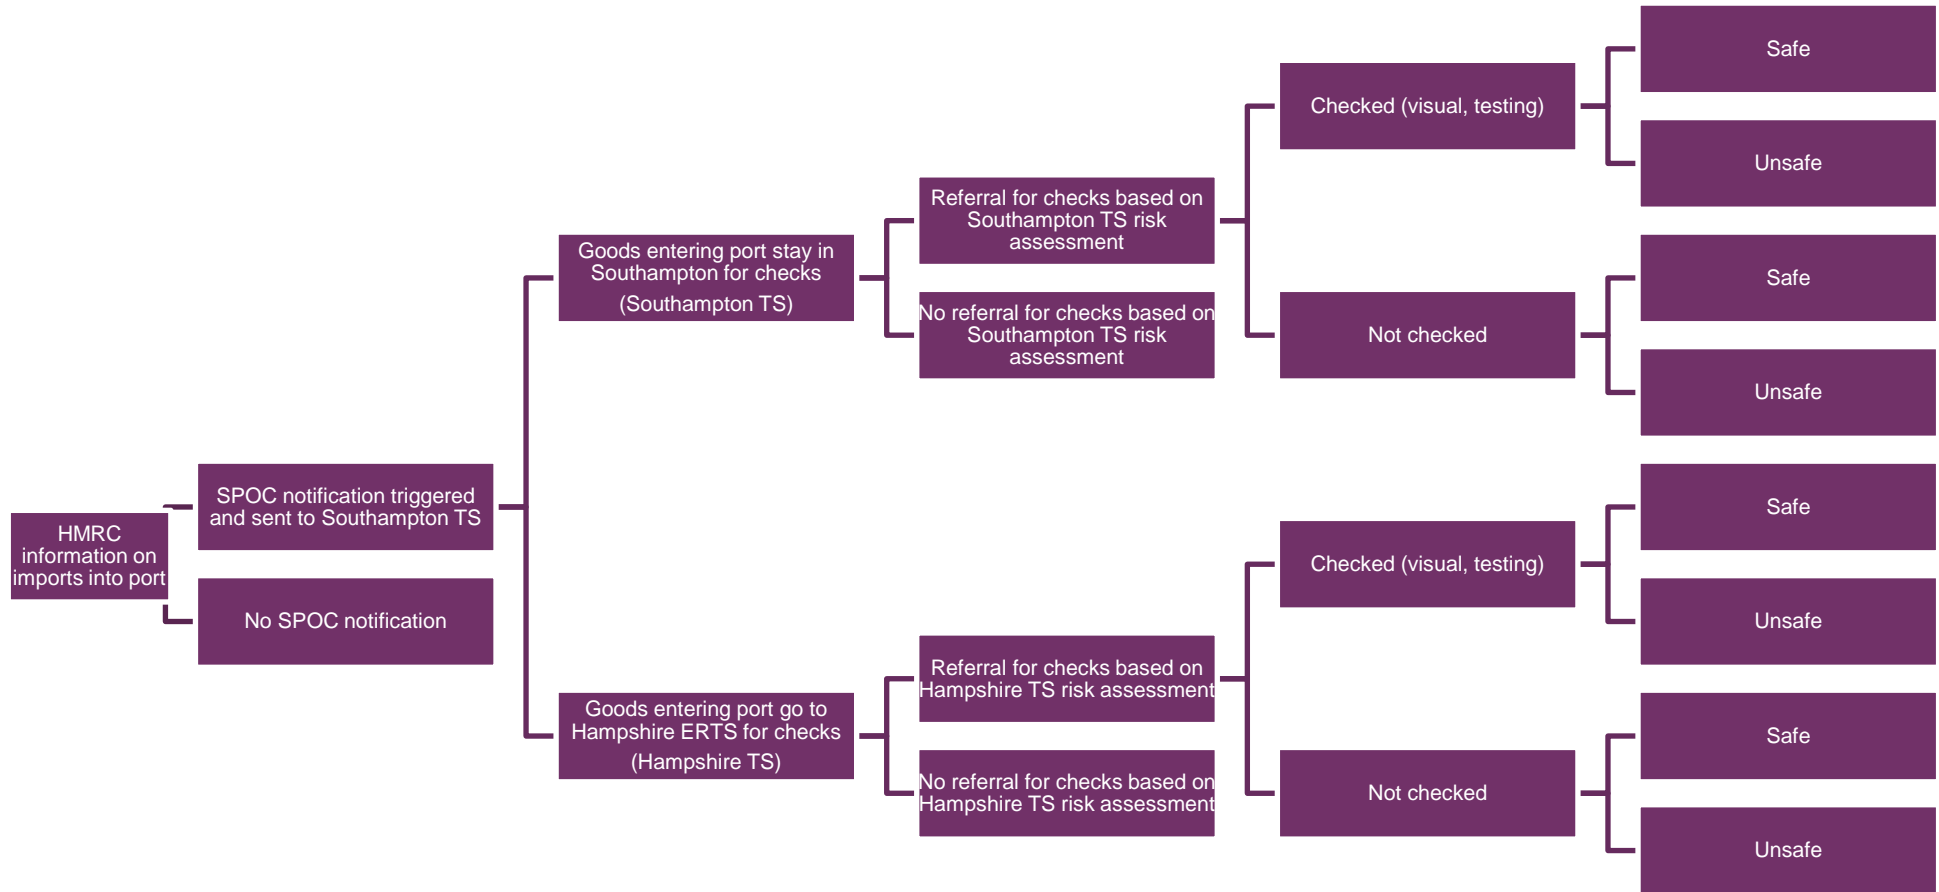 HMRC
information on
imports into port
SPOC notification triggered
and sent to Southampton TS
No SPOC notification
Goods entering port stay in
Southampton for checks
(Southampton TS)
Goods entering port go to
Hampshire ERTS for checks
(Hampshire TS)
Referral for checks based on
Southampton TS risk
assessment
No referral for checks based on
Southampton TS risk
assessment
Referral for checks based on
Hampshire TS risk assessment
No referral for checks based on
Hampshire TS risk assessment
Checked (visual, testing)
Not checked
Checked (visual, testing)
Not checked
Safe
Unsafe
Safe
Unsafe
Safe
Unsafe
Safe
Unsafe